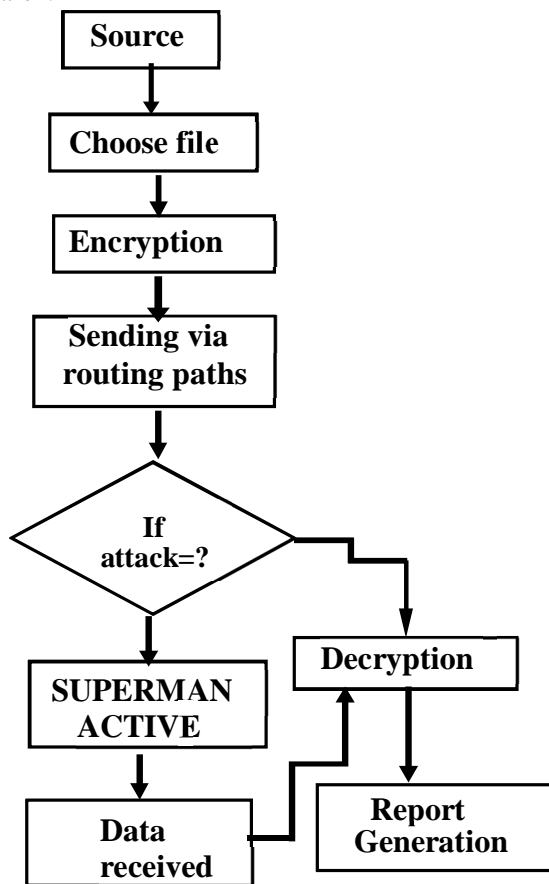 Source
Choose file
Encryption
Sending via
routing paths
If
attack=?
SUPERMAN
ACTIVE
Data
received
Decryption
Report
Generation